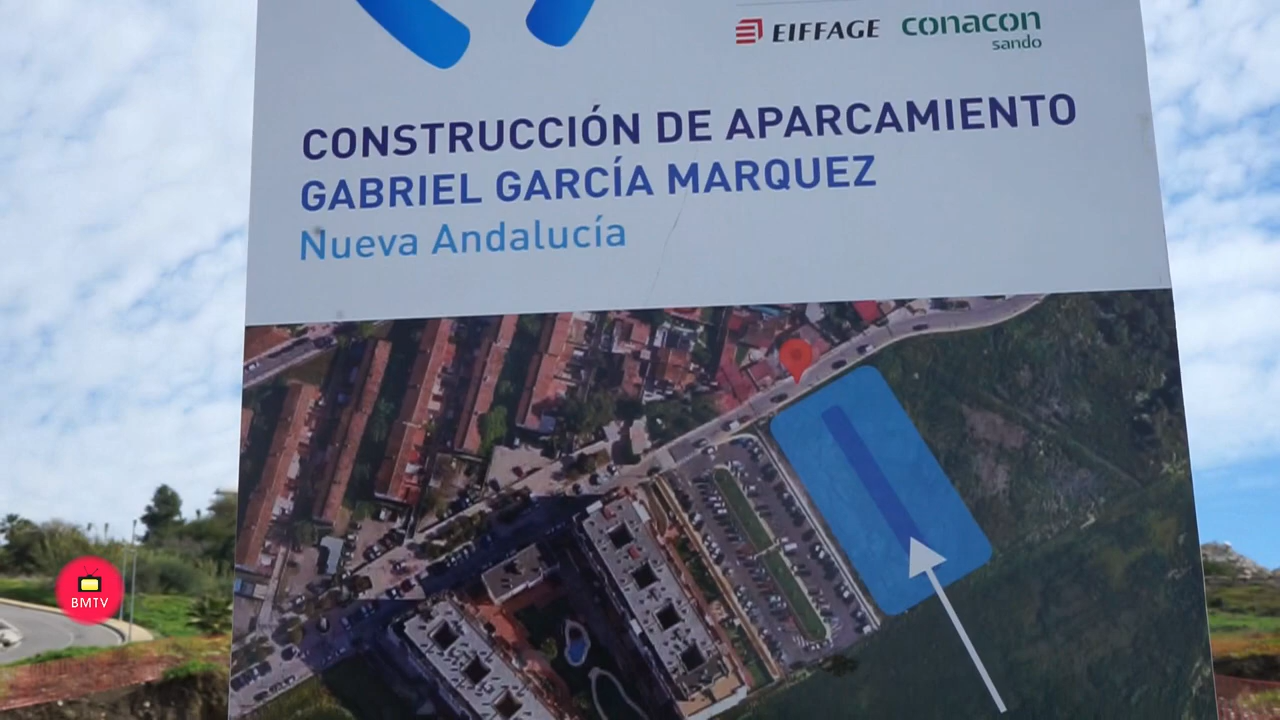 EIFFAGE
conacon
sando
CONSTRUCCIÓN DE APARCAMIENTO
GABRIEL GARCÍA MARQUEZ
Nueva Andalucía
BMTV